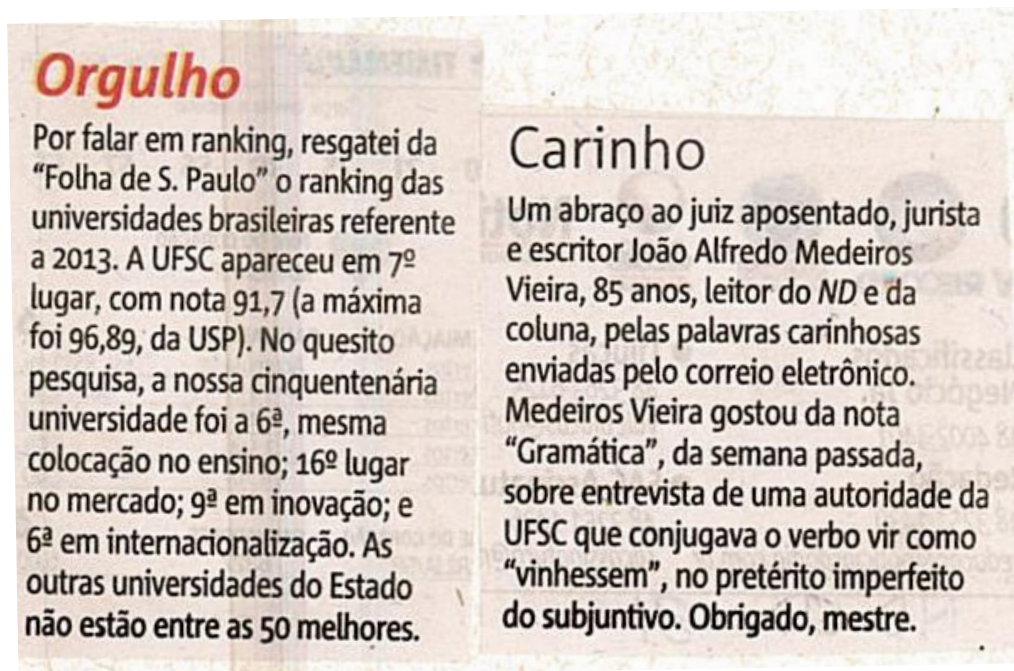 Orgulho
Por falar em ranking, resgatei da
“Folha de S. Paulo” o ranking das
universidades brasileiras referente
a 2013. A UFSC apareceu em 7º
lugar, com nota 91,7 (a máxima
foi 96,89, da USP). No quesito
pesquisa, a nossa cinquentenária
universidade foi a 6ª, mesma
colocação no ensino; 16º lugar
no mercado; 9ª em inovação; e
6ª em internacionalização. As
outras universidades do Estado
não estão entre as 50 melhores.
Carinho
Um abraço ao juiz aposentado, jurista
e escritor João Alfredo Medeiros
Vieira, 85 anos, leitor do ND e da
coluna, pelas palavras carinhosas
enviadas pelo correio eletrônico.
Medeiros Vieira gostou da nota
“Gramática”, da semana passada,
sobre entrevista de uma autoridade da
UFSC que conjugava o verbo vir como
“vinhessem”, no pretérito imperfeito
do subjuntivo. Obrigado, mestre.